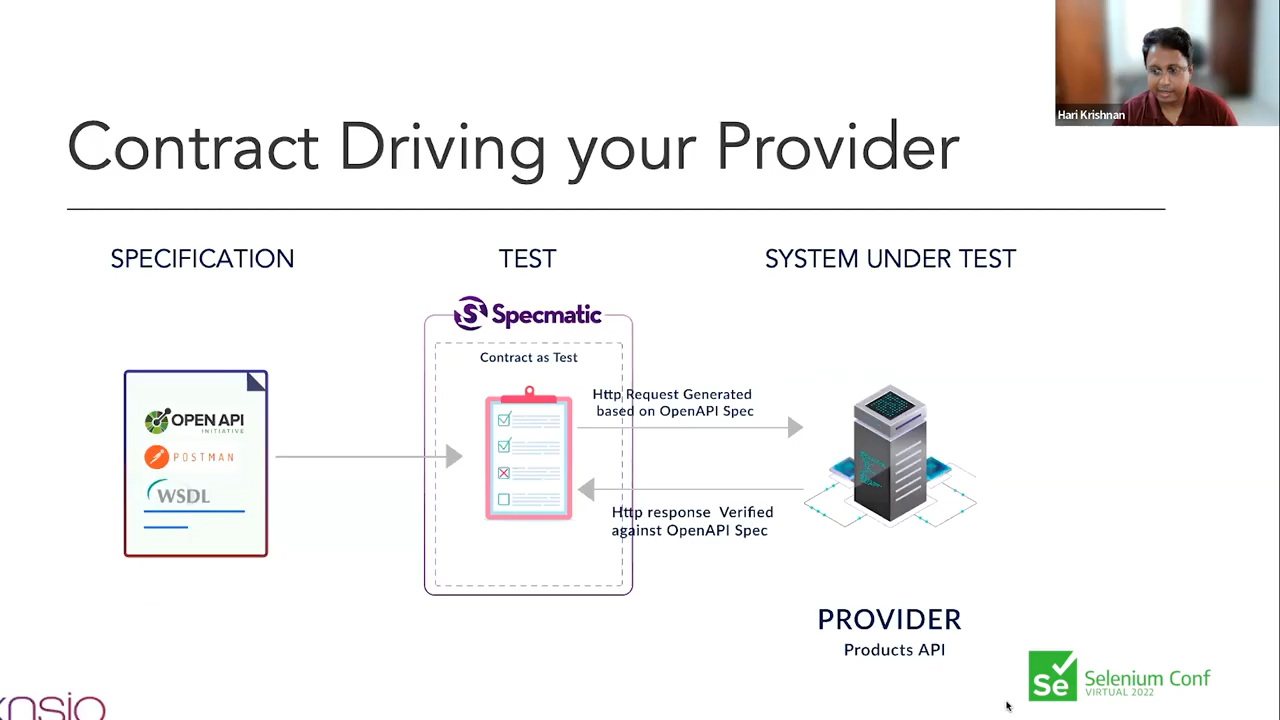 Hari Krishnan
Contract Driving your Provider
SPECIFICATION
TEST
SYSTEM UNDER TEST
Specmatic
Contract as Test
Http Request Generated
based on OpenAPI Spec
OPEN API
INITIATIVE
POSTMAN
WSDL
Http response Verified
against OpenAPI Spec
PROVIDER
Products API
Se
Selenium Conf
VIRTUAL 2022